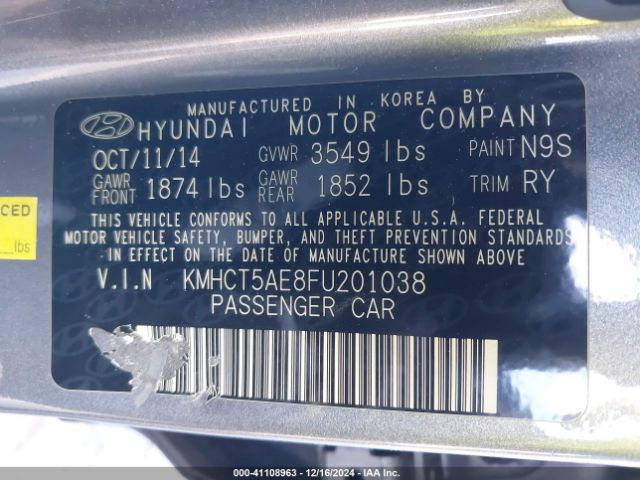 MANUFACTURED IN KOREA BY
HYUNDAI MOTOR COMPANY
OCT/11/14 GVWR 3549 lbs PAINT N9S
GAWR FRONT 1874 lbs GAWR REAR 1852 lbs TRIM RY
THIS VEHICLE CONFORMS TO ALL APPLICABLE U.S.A. FEDERAL
MOTOR VEHICLE SAFETY, BUMPER, AND THEFT PREVENTION STANDARDS
IN EFFECT ON THE DATE OF MANUFACTURE SHOWN ABOVE
V.I.N KMHCT5AE8FU201038
PASSENGER CAR
CED
lbs
000-41108963 - 12/16/2024 - IAA Inc.